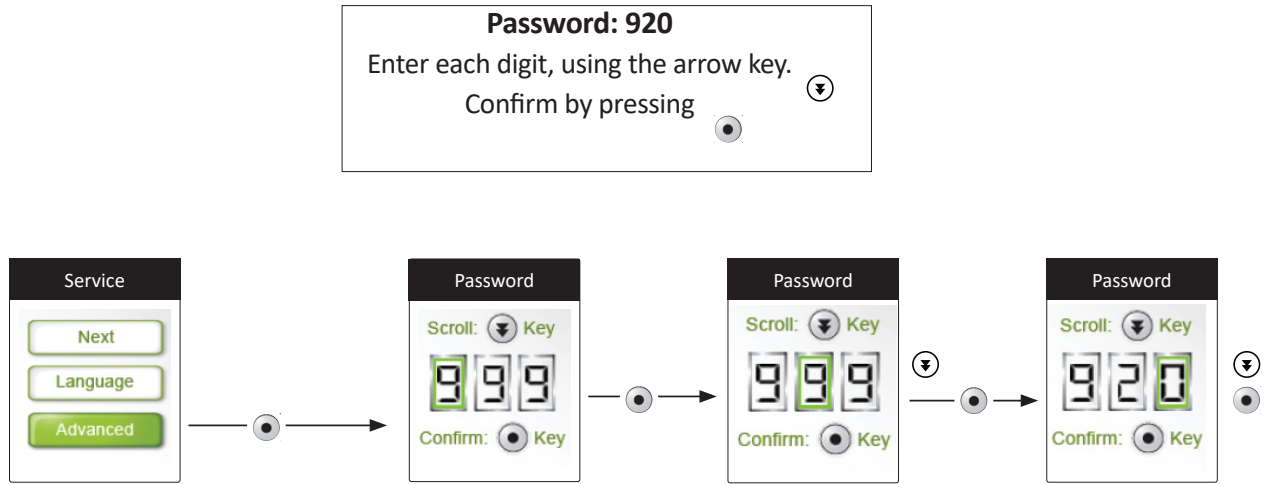 Password: 920
Enter each digit, using the arrow key.
Confirm by pressing
Service
Next
Language
Advanced
Password
Scroll: Key
999
Confirm: Key
Password
Scroll: Key
999
Confirm: Key
Password
Scroll: Key
920
Confirm: Key